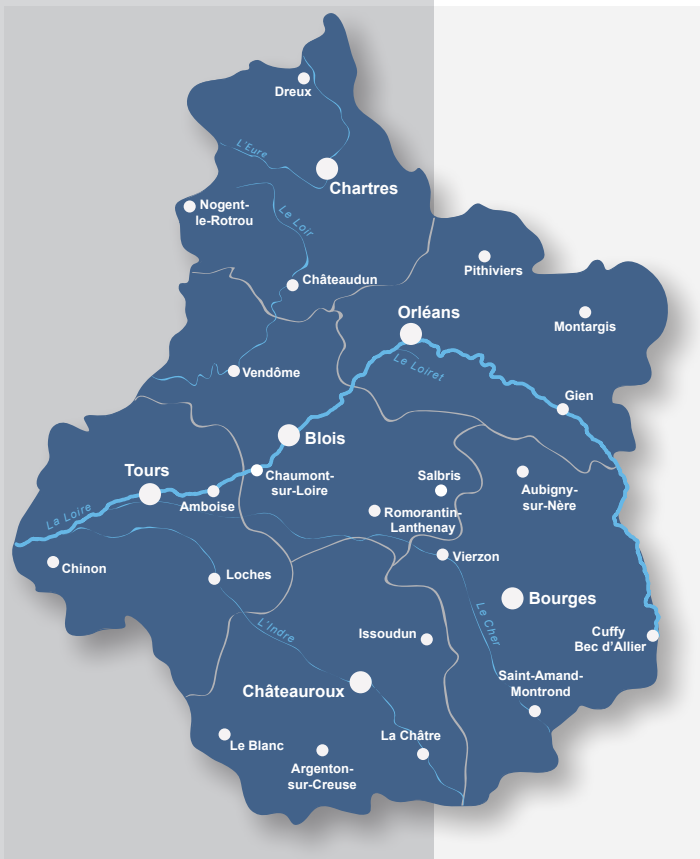 Dreux
L'Eure
Chartres
Nogent-
le-Rotrou
Le Loir
Châteaudun
Pithiviers
Orléans
Montargis
Le Loiret
Vendôme
Gien
Blois
Tours
Chaumont-
sur-Loire
Salbris
Aubigny-
sur-Nère
Amboise
La Loire
Romorantin-
Lanthenay
Vierzon
Chinon
Loches
Bourges
Le Cher
L'Indre
Issoudun
Cuffy
Bec d'Allier
Saint-Amand-
Montrond
Châteauroux
La Châtre
Le Blanc
Argenton-
sur-Creuse